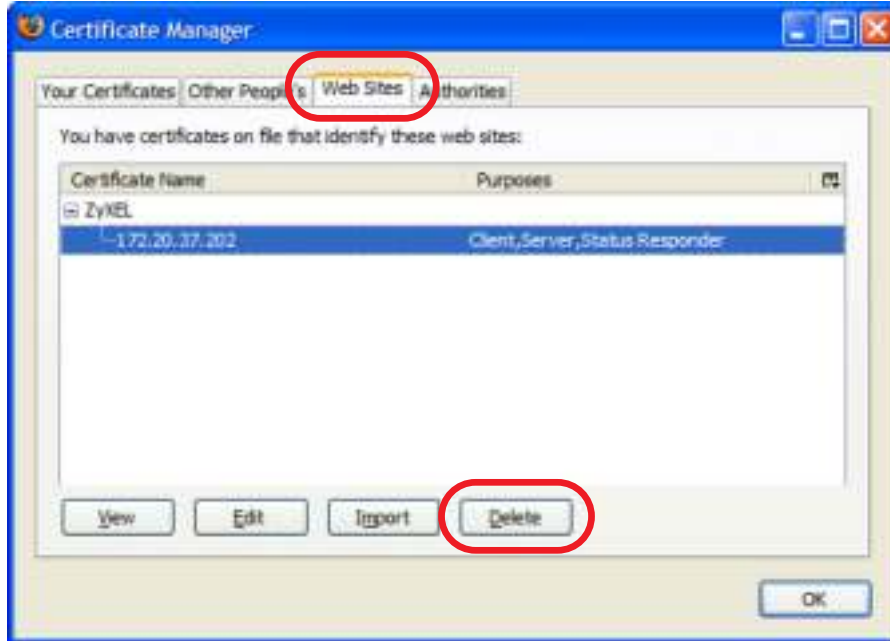 Certificate Manager
Your Certificates Other People's Web Sites Authorities
You have certificates on file that identify these web sites:
Certificate Name Purposes
ZyXEL
172.20.37.202 Client,Server,Status Responder
View Edit Import Delete
OK